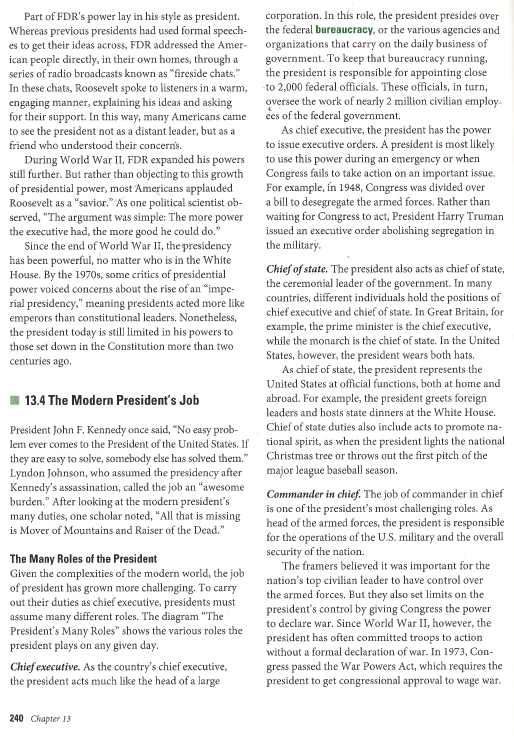 Part of FDR's power lay in his style as president.
Whereas previous presidents had used formal speech-
es to get their ideas across, FDR addressed the Amer-
ican people directly, in their own homes, through a
series of radio broadcasts known as "fireside chats."
In these chats, Roosevelt spoke to listeners in a warm,
engaging manner, explaining his ideas and asking
for their support. In this way, many Americans came
to see the president not as a distant leader, but as a
friend who understood their concerns.
During World War II, FDR expanded his powers
still further. But rather than objecting to this growth
of presidential power, most Americans applauded
Roosevelt as a "savior." As one political scientist ob-
served, "The argument was simple: The more power
the executive had, the more good he could do."
Since the end of World War II, the presidency
has been powerful, no matter who is in the White
House. By the 1970s, some critics of presidential
power voiced concerns about the rise of an "impe-
rial presidency," meaning presidents acted more like
emperors than constitutional leaders. Nonetheless,
the president today is still limited in his powers to
those set down in the Constitution more than two
centuries ago.
13.4 The Modern President's Job
President John F. Kennedy once said, "No easy prob-
lem ever comes to the President of the United States. If
they are easy to solve, somebody else has solved them."
Lyndon Johnson, who assumed the presidency after
Kennedy's assassination, called the job an "awesome
burden." After looking at the modern president's
many duties, one scholar noted, "All that is missing
is Mover of Mountains and Raiser of the Dead."
The Many Roles of the President
Given the complexities of the modern world, the job
of president has grown more challenging. To carry
out their duties as chief executive, presidents must
assume many different roles. The diagram "The
President's Many Roles" shows the various roles the
president plays on any given day.
Chief executive. As the country's chief executive,
the president acts much like the head of a large
240 Chapter 13
corporation. In this role, the president presides over
the federal bureaucracy, or the various agencies and
organizations that carry on the daily business of
government. To keep that bureaucracy running,
the president is responsible for appointing close
to 2,000 federal officials. These officials, in turn,
oversee the work of nearly 2 million civilian employ-
ees of the federal government.
As chief executive, the president has the power
to issue executive orders. A president is most likely
to use this power during an emergency or when
Congress fails to take action on an important issue.
For example, in 1948, Congress was divided over
a bill to desegregate the armed forces. Rather than
waiting for Congress to act, President Harry Truman
issued an executive order abolishing segregation in
the military.
Chief of state. The president also acts as chief of state,
the ceremonial leader of the government. In many
countries, different individuals hold the positions of
chief executive and chief of state. In Great Britain, for
example, the prime minister is the chief executive,
while the monarch is the chief of state. In the United
States, however, the president wears both hats.
As chief of state, the president represents the
United States at official functions, both at home and
abroad. For example, the president greets foreign
leaders and hosts state dinners at the White House.
Chief of state duties also include acts to promote na-
tional spirit, as when the president lights the national
Christmas tree or throws out the first pitch of the
major league baseball season.
Commander in chief. The job of commander in chief
is one of the president's most challenging roles. As
head of the armed forces, the president is responsible
for the operations of the U.S. military and the overall
security of the nation.
The framers believed it was important for the
nation's top civilian leader to have control over
the armed forces. But they also set limits on the
president's control by giving Congress the power
to declare war. Since World War II, however, the
president has often committed troops to action
without a formal declaration of war. In 1973, Con-
gress passed the War Powers Act, which requires the
president to get congressional approval to wage war.